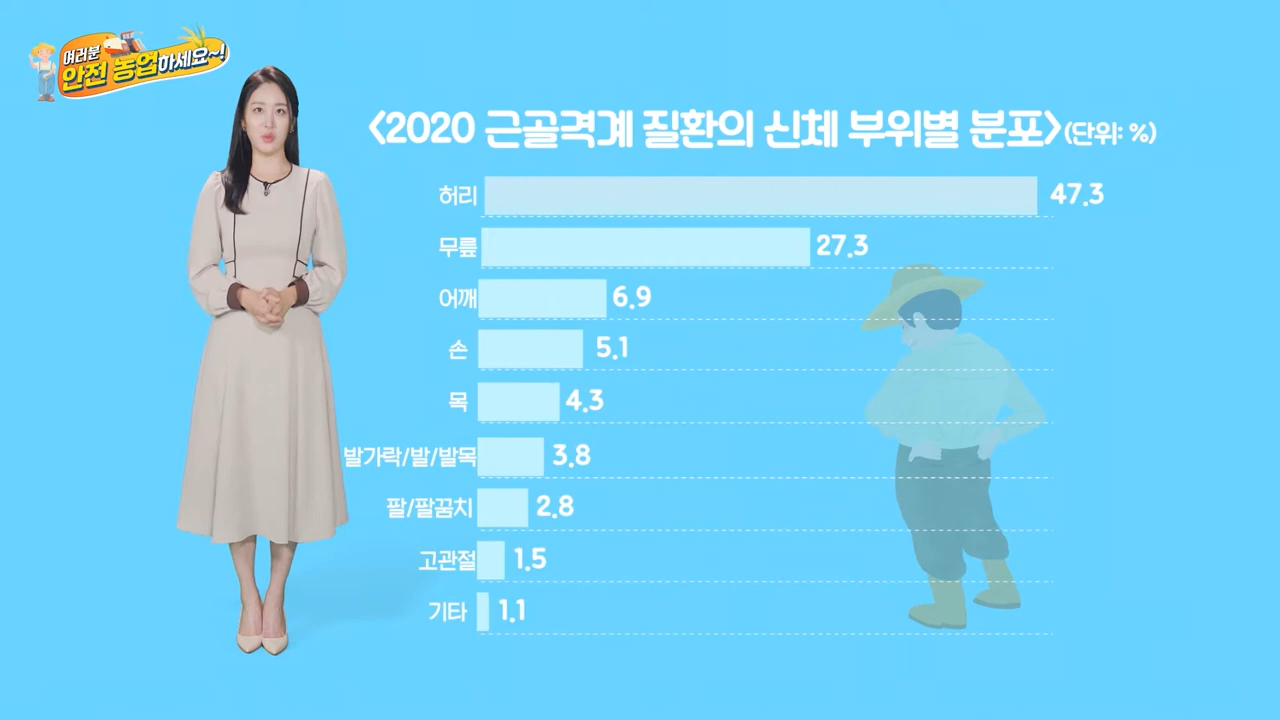 여러분
안전 농업하세요~!
<2020 근골격계 질환의 신체 부위별 분포>(단위: %)
허리 47.3
무릎 27.3
어깨 6.9
손 5.1
목 4.3
발가락/발/발목 3.8
팔/팔꿈치 2.8
고관절 1.5
기타 1.1